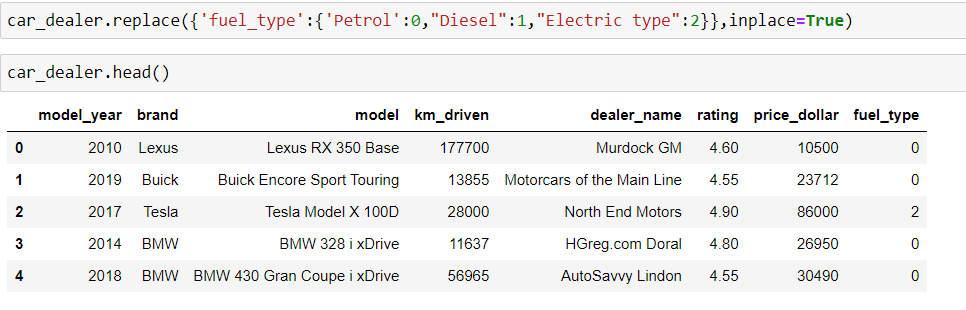 car_dealer.replace({'fuel_type':{'Petrol':0,"Diesel":1,"Electric type":2}},inplace=True)
car_dealer.head()
model_year brand model km_driven dealer_name rating price_dollar fuel_type
0 2010 Lexus Lexus RX 350 Base 177700 Murdock GM 4.60 10500 0
1 2019 Buick Buick Encore Sport Touring 13855 Motorcars of the Main Line 4.55 23712 0
2 2017 Tesla Tesla Model X 100D 28000 North End Motors 4.90 86000 2
3 2014 BMW BMW 328 i xDrive 11637 HGreg.com Doral 4.80 26950 0
4 2018 BMW BMW 430 Gran Coupe i xDrive 56965 AutoSavvy Lindon 4.55 30490 0